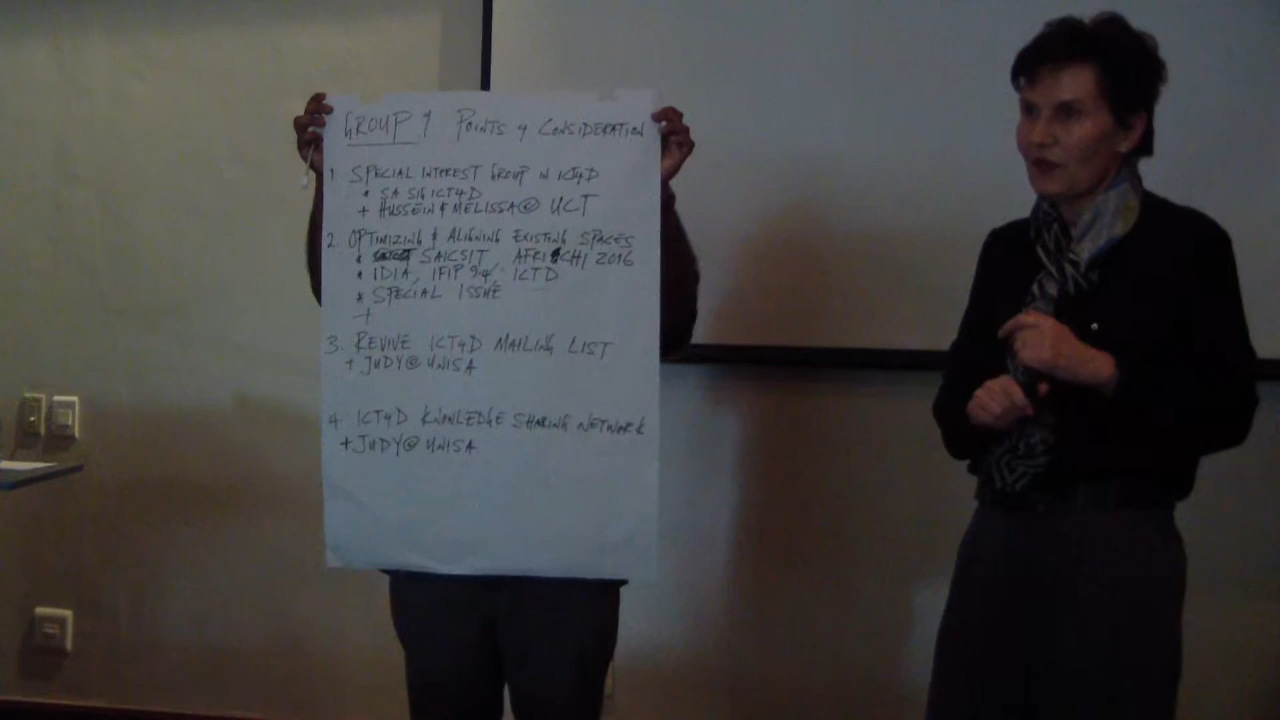 GROUP 1 POINTS 4 CONSIDERATION
1. SPECIAL INTEREST GROUP IN ICT4D
* SA SIG ICT4D
+ HUSSEIN & MELISSA@ UCT
2. OPTIMIZING & ALIGNING EXISTING SPACES
* SAICSIT, AFRICHI 2016
* IDIA, IFIP 9.4, ICTD
* SPECIAL ISSUE
+
3. REVIVE ICT4D MAILING LIST
+ JUDY@UNISA
4. ICT4D KNOWLEDGE SHARING NETWORK
+ JUDY@UNISA